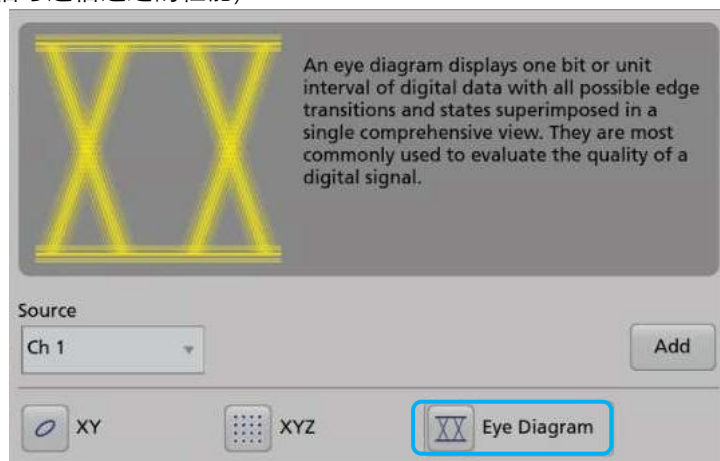 An eye diagram displays one bit or unit
interval of digital data with all possible edge
transitions and states superimposed in a
single comprehensive view. They are most
commonly used to evaluate the quality of a
digital signal.
Source
Ch 1
Add
XY
XYZ
Eye Diagram